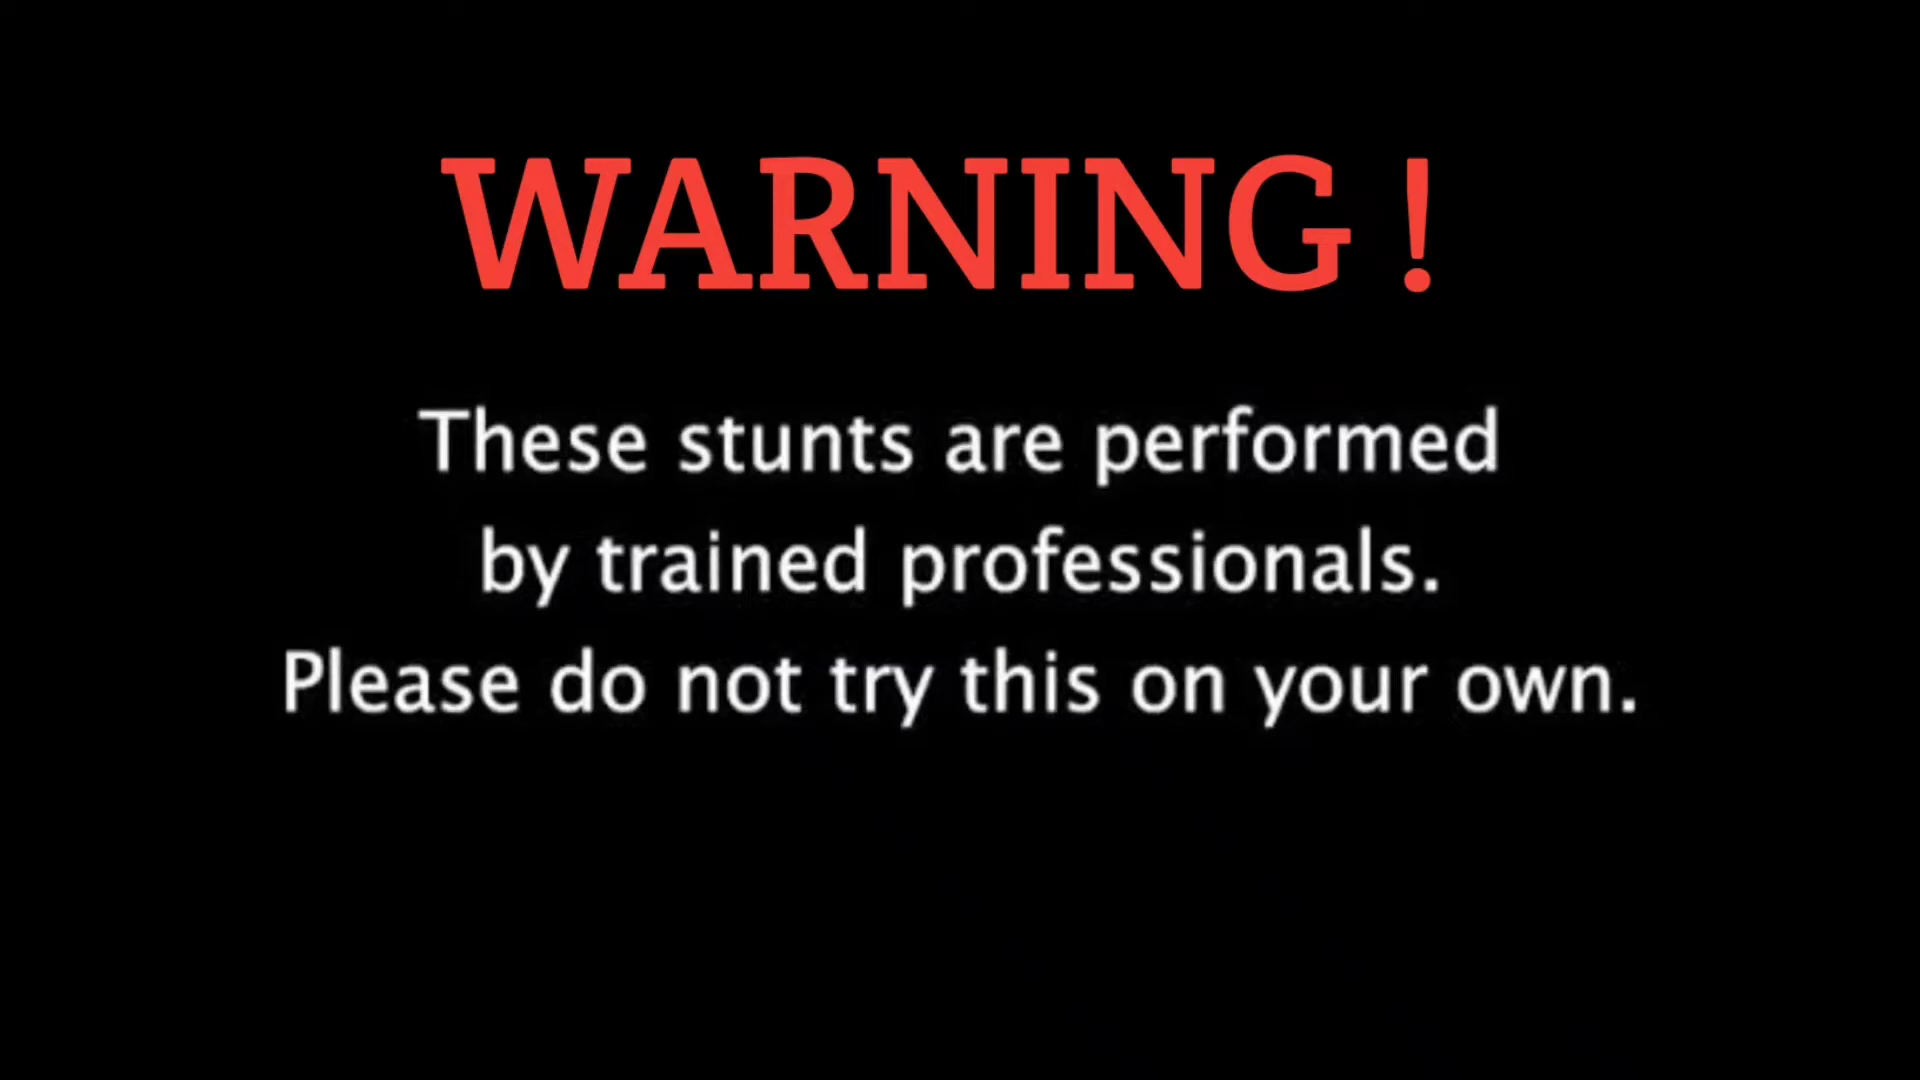 WARNING!
These stunts are performed
by trained professionals.
Please do not try this on your own.